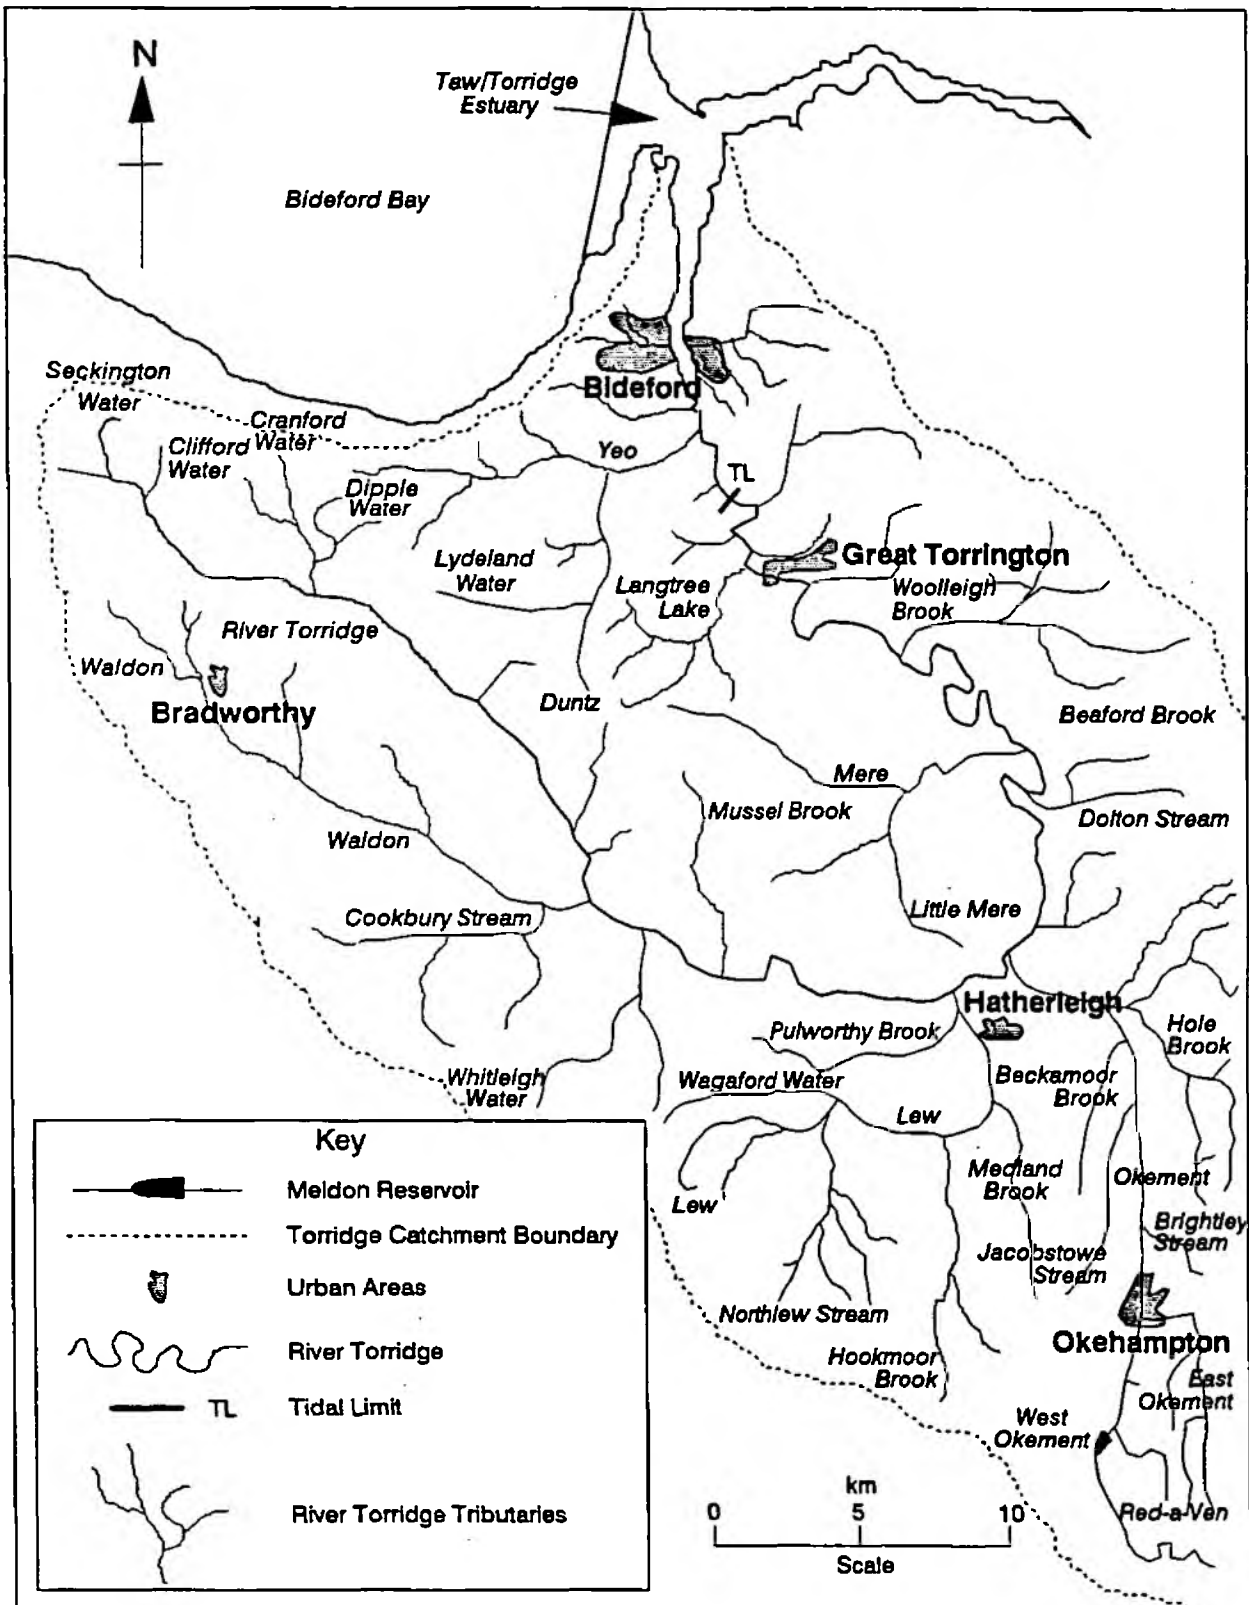 N
Taw/Torridge
Estuary
Bideford Bay
Seckington
Water
Cranford
Water
Clifford
Water
Bideford
Yeo
TL
Dipple
Water
Great Torrington
Lydeland
Water
Langtree
Lake
Woolleigh
Brook
River Torridge
Waldon
Bradworthy
Duntz
Beaford Brook
Mere
Mussel Brook
Dolton Stream
Waldon
Cookbury Stream
Little Mere
Hatherleigh
Pulworthy Brook
Hole
Brook
Whitleigh
Water
Wagaford Water
Beckamoor
Brook
Lew
Medland
Brook
Okement
Lew
Brightley
Stream
Jacobstowe
Stream
Northlew Stream
Okehampton
Hookmoor
Brook
East
Okement
West
Okement
Red-a-Ven
Key
Meldon Reservoir
Torridge Catchment Boundary
Urban Areas
River Torridge
TL Tidal Limit
River Torridge Tributaries
km
0 5 10
Scale